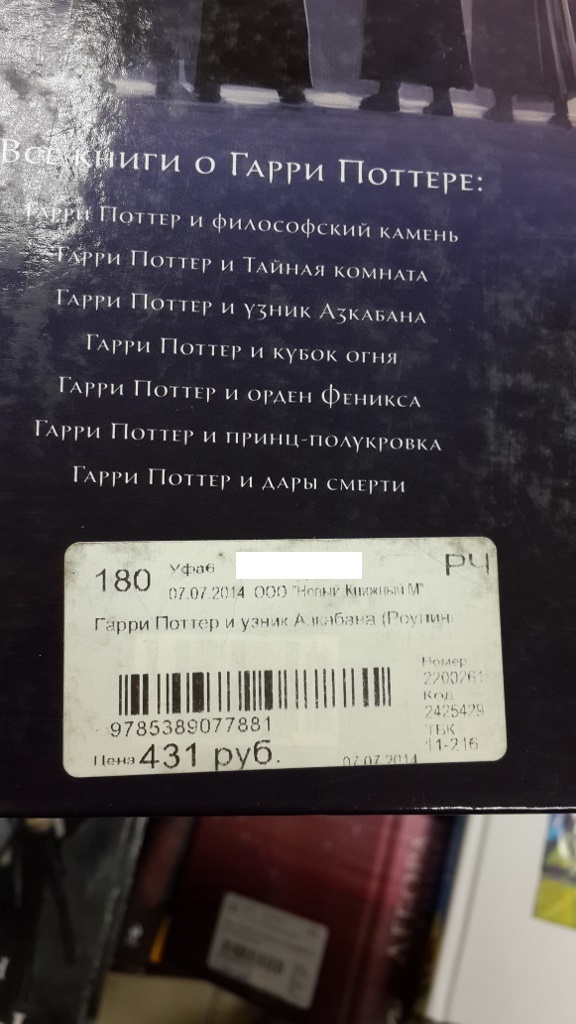 Все книги о Гарри Поттере:
Гарри Поттер и философский камень
Гарри Поттер и Тайная комната
Гарри Поттер и узник Азкабана
Гарри Поттер и кубок огня
Гарри Поттер и орден Феникса
Гарри Поттер и принц-полукровка
Гарри Поттер и дары смерти
180 Уфа6 РЧ
07.07.2014 ООО "Новый Книжный М"
Гарри Поттер и узник Азкабана (Роулин
Номер
2200261
Код
2425429
ТБК
11-216
9785389077881
Цена 431 руб. 07.07.2014